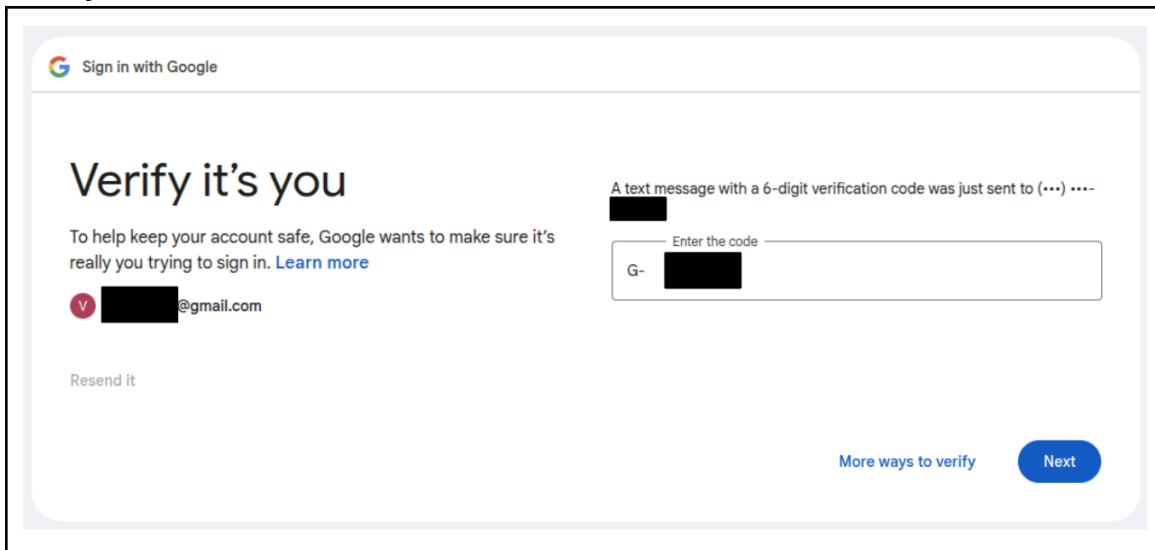 Sign in with Google
Verify it's you
To help keep your account safe, Google wants to make sure it's
really you trying to sign in. Learn more
V @gmail.com
Resend it
A text message with a 6-digit verification code was just sent to (•••) •••-
Enter the code
G-
More ways to verify
Next